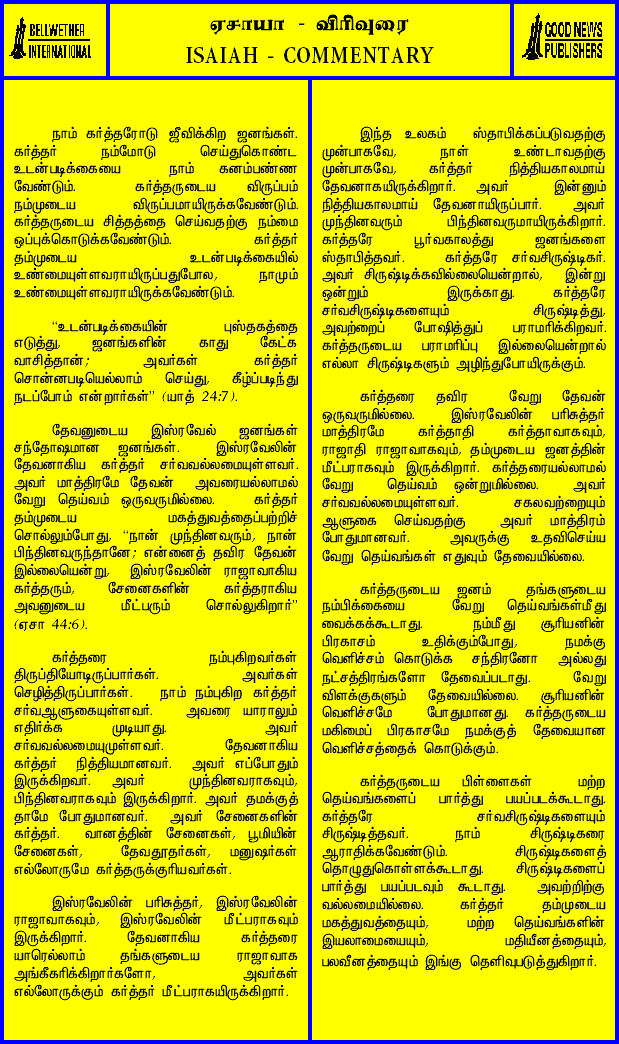 BELLWETHER
INTERNATIONAL
ஏசாயா - விரிவுரை
ISAIAH - COMMENTARY
GOOD NEWS
PUBLISHERS
நாம் கர்த்தரோடு ஜீவிக்கிற ஜனங்கள்.
கர்த்தர் நம்மோடு செய்துகொண்ட
உடன்படிக்கையை நாம் கனம்பண்ண
வேண்டும். கர்த்தருடைய விருப்பம்
நம்முடைய விருப்பமாயிருக்கவேண்டும்.
கர்த்தருடைய சித்தத்தை செய்வதற்கு நம்மை
ஒப்புக்கொடுக்கவேண்டும். கர்த்தர்
தம்முடைய உடன்படிக்கையில்
உண்மையுள்ளவராயிருப்பதுபோல, நாமும்
உண்மையுள்ளவராயிருக்கவேண்டும்.
“உடன்படிக்கையின் புஸ்தகத்தை
எடுத்து, ஜனங்களின் காது கேட்க
வாசித்தான்; அவர்கள் கர்த்தர்
சொன்னபடியெல்லாம் செய்து, கீழ்ப்படிந்து
நடப்போம் என்றார்கள்” (யாத் 24:7).
தேவனுடைய இஸ்ரவேல் ஜனங்கள்
சந்தோஷமான ஜனங்கள். இஸ்ரவேலின்
தேவனாகிய கர்த்தர் சர்வவல்லமையுள்ளவர்.
அவர் மாத்திரமே தேவன் அவரையல்லாமல்
வேறு தெய்வம் ஒருவருமில்லை. கர்த்தர்
தம்முடைய மகத்துவத்தைப்பற்றிச்
சொல்லும்போது, “நான் முந்தினவரும், நான்
பிந்தினவருந்தானே; என்னைத் தவிர தேவன்
இல்லையென்று, இஸ்ரவேலின் ராஜாவாகிய
கர்த்தரும், சேனைகளின் கர்த்தராகிய
அவனுடைய மீட்பரும் சொல்லுகிறார்”
(ஏசா 44:6).
கர்த்தரை நம்புகிறவர்கள்
திருப்தியோடிருப்பார்கள். அவர்கள்
செழித்திருப்பார்கள். நாம் நம்புகிற கர்த்தர்
சர்வஆளுகையுள்ளவர். அவரை யாராலும்
எதிர்க்க முடியாது. அவர்
சர்வவல்லமையுமுள்ளவர். தேவனாகிய
கர்த்தர் நித்தியமானவர். அவர் எப்போதும்
இருக்கிறவர். அவர் முந்தினவராகவும்,
பிந்தினவராகவும் இருக்கிறார். அவர் தமக்குத்
தாமே போதுமானவர். அவர் சேனைகளின்
கர்த்தர். வானத்தின் சேனைகள், பூமியின்
சேனைகள், தேவதூதர்கள், மனுஷர்கள்
எல்லோருமே கர்த்தருக்குரியவர்கள்.
இஸ்ரவேலின் பரிசுத்தர், இஸ்ரவேலின்
ராஜாவாகவும், இஸ்ரவேலின் மீட்பராகவும்
இருக்கிறார். தேவனாகிய கர்த்தரை
யாரெல்லாம் தங்களுடைய ராஜாவாக
அங்கீகரிக்கிறார்களோ, அவர்கள்
எல்லோருக்கும் கர்த்தர் மீட்பராகயிருக்கிறார்.
இந்த உலகம் ஸ்தாபிக்கப்படுவதற்கு
முன்பாகவே, நாள் உண்டாவதற்கு
முன்பாகவே, கர்த்தர் நித்தியகாலமாய்
தேவனாகயிருக்கிறார். அவர் இன்னும்
நித்தியகாலமாய் தேவனாயிருப்பார். அவர்
முந்தினவரும் பிந்தினவருமாயிருக்கிறார்.
கர்த்தரே பூர்வகாலத்து ஜனங்களை
ஸ்தாபித்தவர். கர்த்தரே சர்வசிருஷ்டிகர்.
அவர் சிருஷ்டிக்கவில்லையென்றால், இன்று
ஒன்றும் இருக்காது. கர்த்தரே
சர்வசிருஷ்டிகளையும் சிருஷ்டித்து,
அவற்றைப் போஷித்துப் பராமரிக்கிறவர்.
கர்த்தருடைய பராமரிப்பு இல்லையென்றால்
எல்லா சிருஷ்டிகளும் அழிந்துபோயிருக்கும்.
கர்த்தரை தவிர வேறு தேவன்
ஒருவருமில்லை. இஸ்ரவேலின் பரிசுத்தர்
மாத்திரமே கர்த்தாதி கர்த்தாவாகவும்,
ராஜாதி ராஜாவாகவும், தம்முடைய ஜனத்தின்
மீட்பராகவும் இருக்கிறார். கர்த்தரையல்லாமல்
வேறு தெய்வம் ஒன்றுமில்லை. அவர்
சர்வவல்லமையுள்ளவர். சகலவற்றையும்
ஆளுகை செய்வதற்கு அவர் மாத்திரம்
போதுமானவர். அவருக்கு உதவிசெய்ய
வேறு தெய்வங்கள் எதுவும் தேவையில்லை.
கர்த்தருடைய ஜனம் தங்களுடைய
நம்பிக்கையை வேறு தெய்வங்கள்மீது
வைக்கக்கூடாது. நம்மீது சூரியனின்
பிரகாசம் உதிக்கும்போது, நமக்கு
வெளிச்சம் கொடுக்க சந்திரனோ அல்லது
நட்சத்திரங்களோ தேவைப்படாது. வேறு
விளக்குகளும் தேவையில்லை. சூரியனின்
வெளிச்சமே போதுமானது. கர்த்தருடைய
மகிமைப் பிரகாசமே நமக்குத் தேவையான
வெளிச்சத்தைக் கொடுக்கும்.
கர்த்தருடைய பிள்ளைகள் மற்ற
தெய்வங்களைப் பார்த்து பயப்படக்கூடாது.
கர்த்தரே சர்வசிருஷ்டிகளையும்
சிருஷ்டித்தவர். நாம் சிருஷ்டிகரை
ஆராதிக்கவேண்டும். சிருஷ்டிகளைத்
தொழுதுகொள்ளக்கூடாது. சிருஷ்டிகளைப்
பார்த்து பயப்படவும் கூடாது. அவற்றிற்கு
வல்லமையில்லை. கர்த்தர் தம்முடைய
மகத்துவத்தையும், மற்ற தெய்வங்களின்
இயலாமையையும், மதியீனத்தையும்,
பலவீனத்தையும் இங்கு தெளிவுபடுத்துகிறார்.